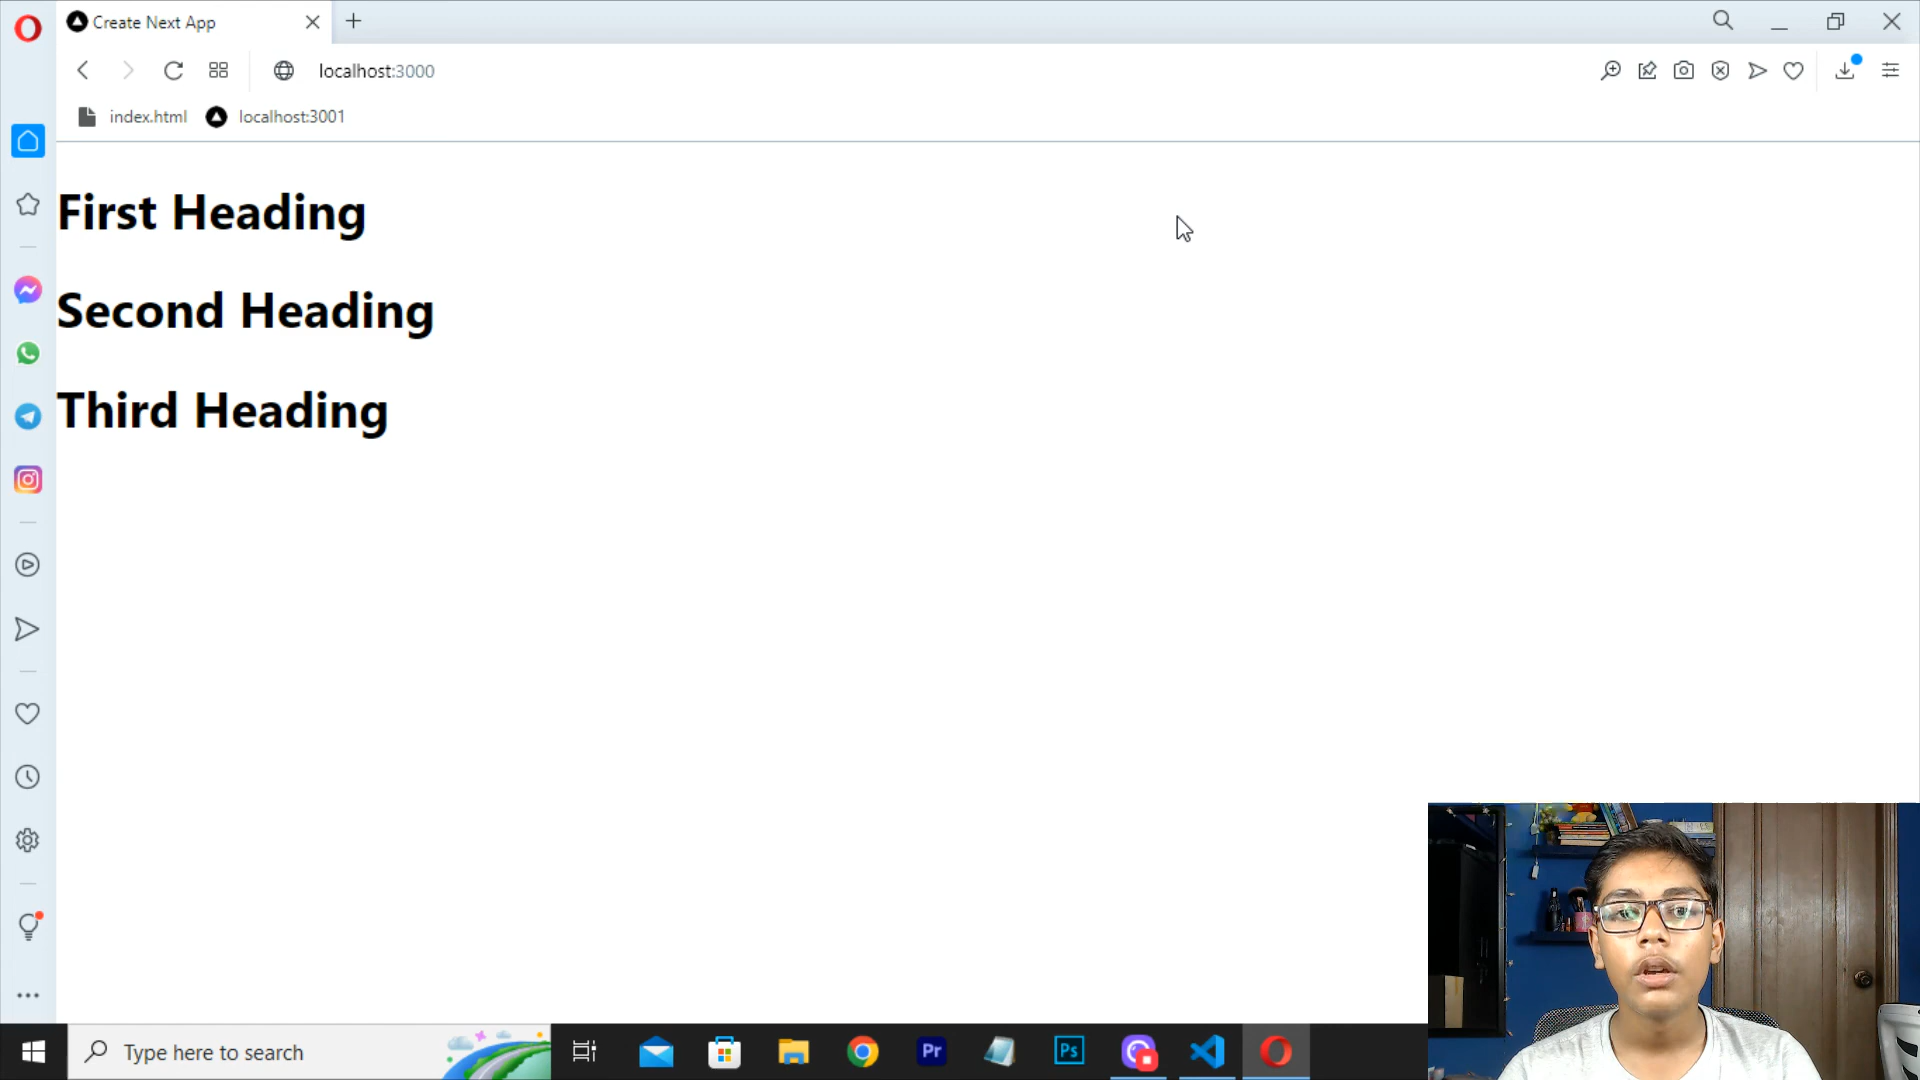 Create Next App
localhost:3000
index.html
localhost:3001
First Heading
Second Heading
Third Heading
Type here to search
Pr
Ps